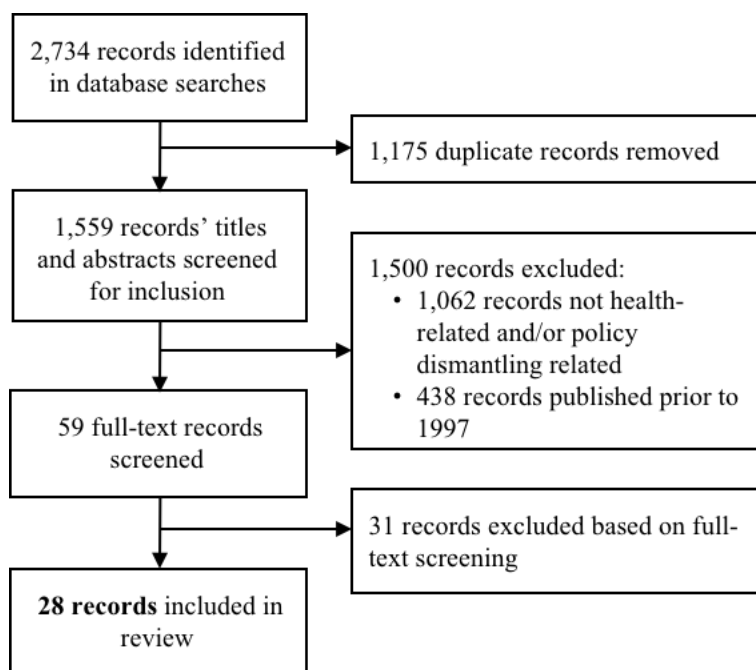 2,734 records identified
in database searches
1,175 duplicate records removed
1,559 records’ titles
and abstracts screened
for inclusion
1,500 records excluded:
• 1,062 records not health-
related and/or policy
dismantling related
• 438 records published prior to
1997
59 full-text records
screened
31 records excluded based on full-
text screening
28 records included in
review